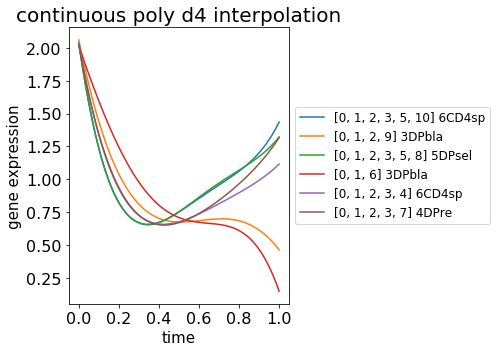 continuous poly d4 interpolation
gene expression
2.00
1.75
1.50
1.25
1.00
0.75
0.50
0.25
0.0 0.2 0.4 0.6 0.8 1.0
time
[0, 1, 2, 3, 5, 10] 6CD4sp
[0, 1, 2, 9] 3DPbla
[0, 1, 2, 3, 5, 8] 5DPsel
[0, 1, 6] 3DPbla
[0, 1, 2, 3, 4] 6CD4sp
[0, 1, 2, 3, 7] 4DPre